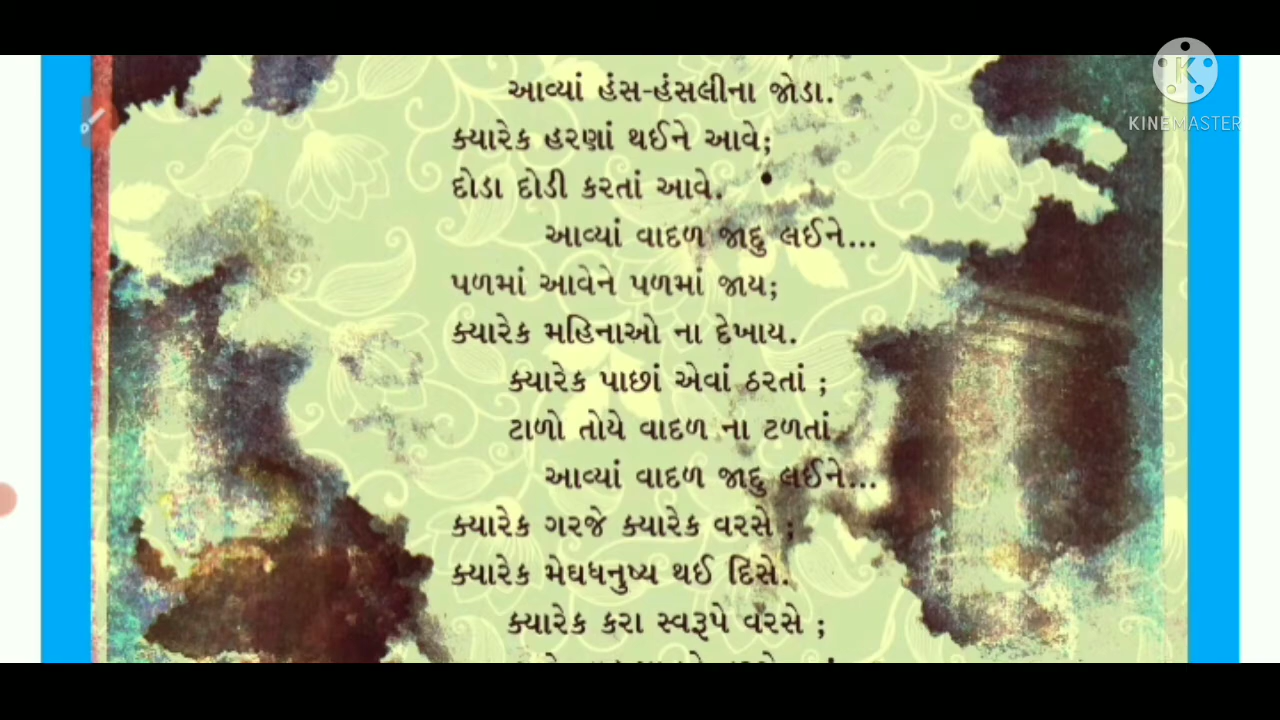 આવ્યાં હંસ-હંસલીના જોડા.
ક્યારેક હરણાં થઈને આવે;
દોડા દોડી કરતાં આવે.
આવ્યાં વાદળ જાદુ લઈને...
પળમાં આવેને પળમાં જાય;
ક્યારેક મહિનાઓ ના દેખાય.
ક્યારેક પાછાં એવાં ઠરતાં ;
ટાળો તોયે વાદળ ના ટળતાં
આવ્યાં વાદળ જાદુ લઈને...
ક્યારેક ગરજે ક્યારેક વરસે ;
ક્યારેક મેઘધનુષ્ય થઈ દિસે.
ક્યારેક કરા સ્વરૂપે વરસે ;
KINEMASTER